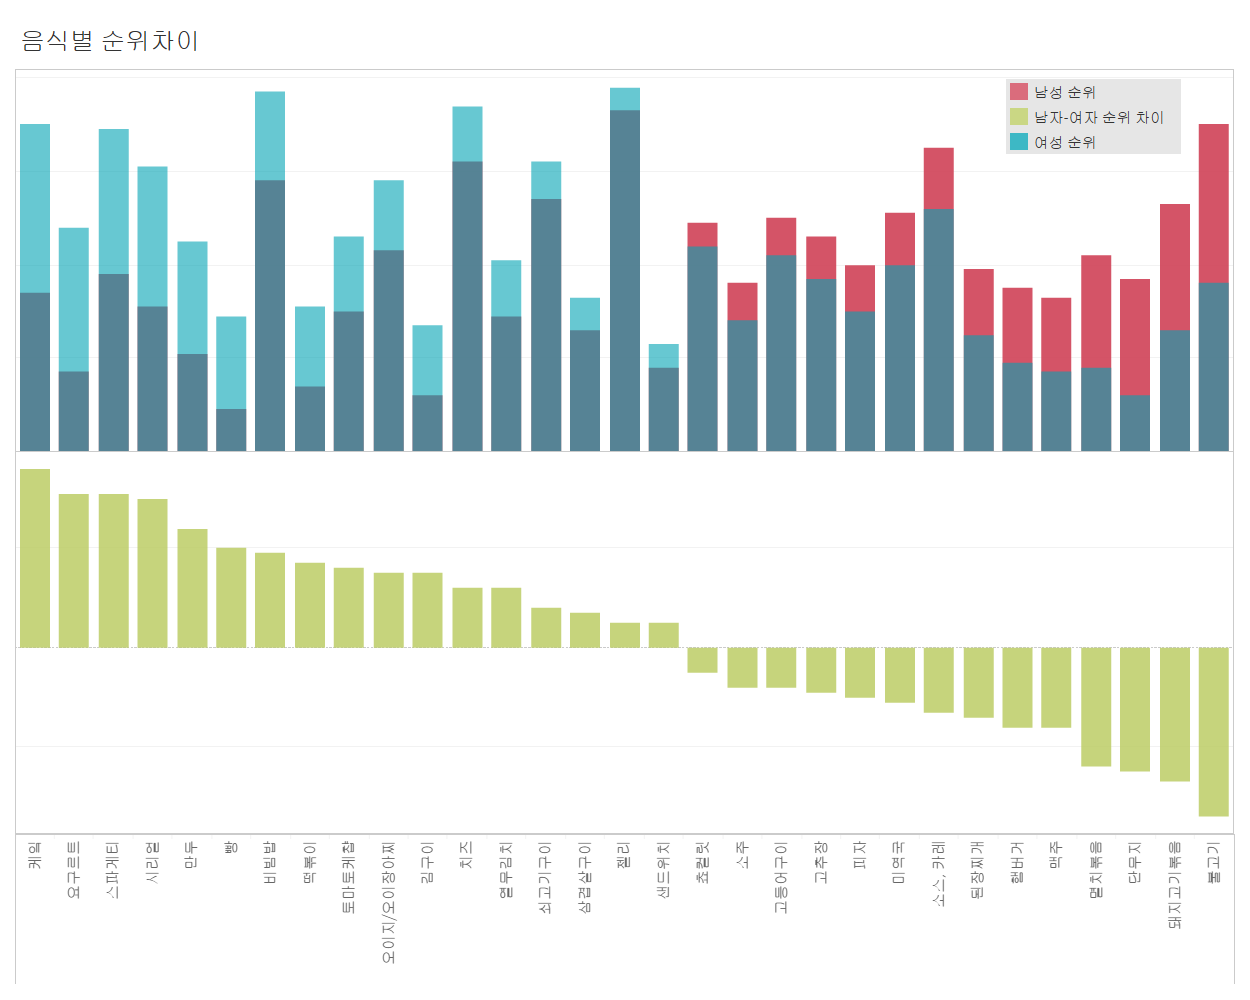 음식별 순위차이
남성 순위
남자-여자 순위 차이
여성 순위
케잌
요구르트
스파게티
시리얼
만두
빵
비빔밥
떡볶이
토마토케찹
오이지/오이장아찌
김구이
치즈
열무김치
쇠고기구이
삼겹살구이
젤리
샌드위치
쵸컬릿
소주
고등어구이
고추장
피자
미역국
소스, 카레
된장찌개
햄버거
맥주
멸치볶음
단무지
돼지고기볶음
불고기